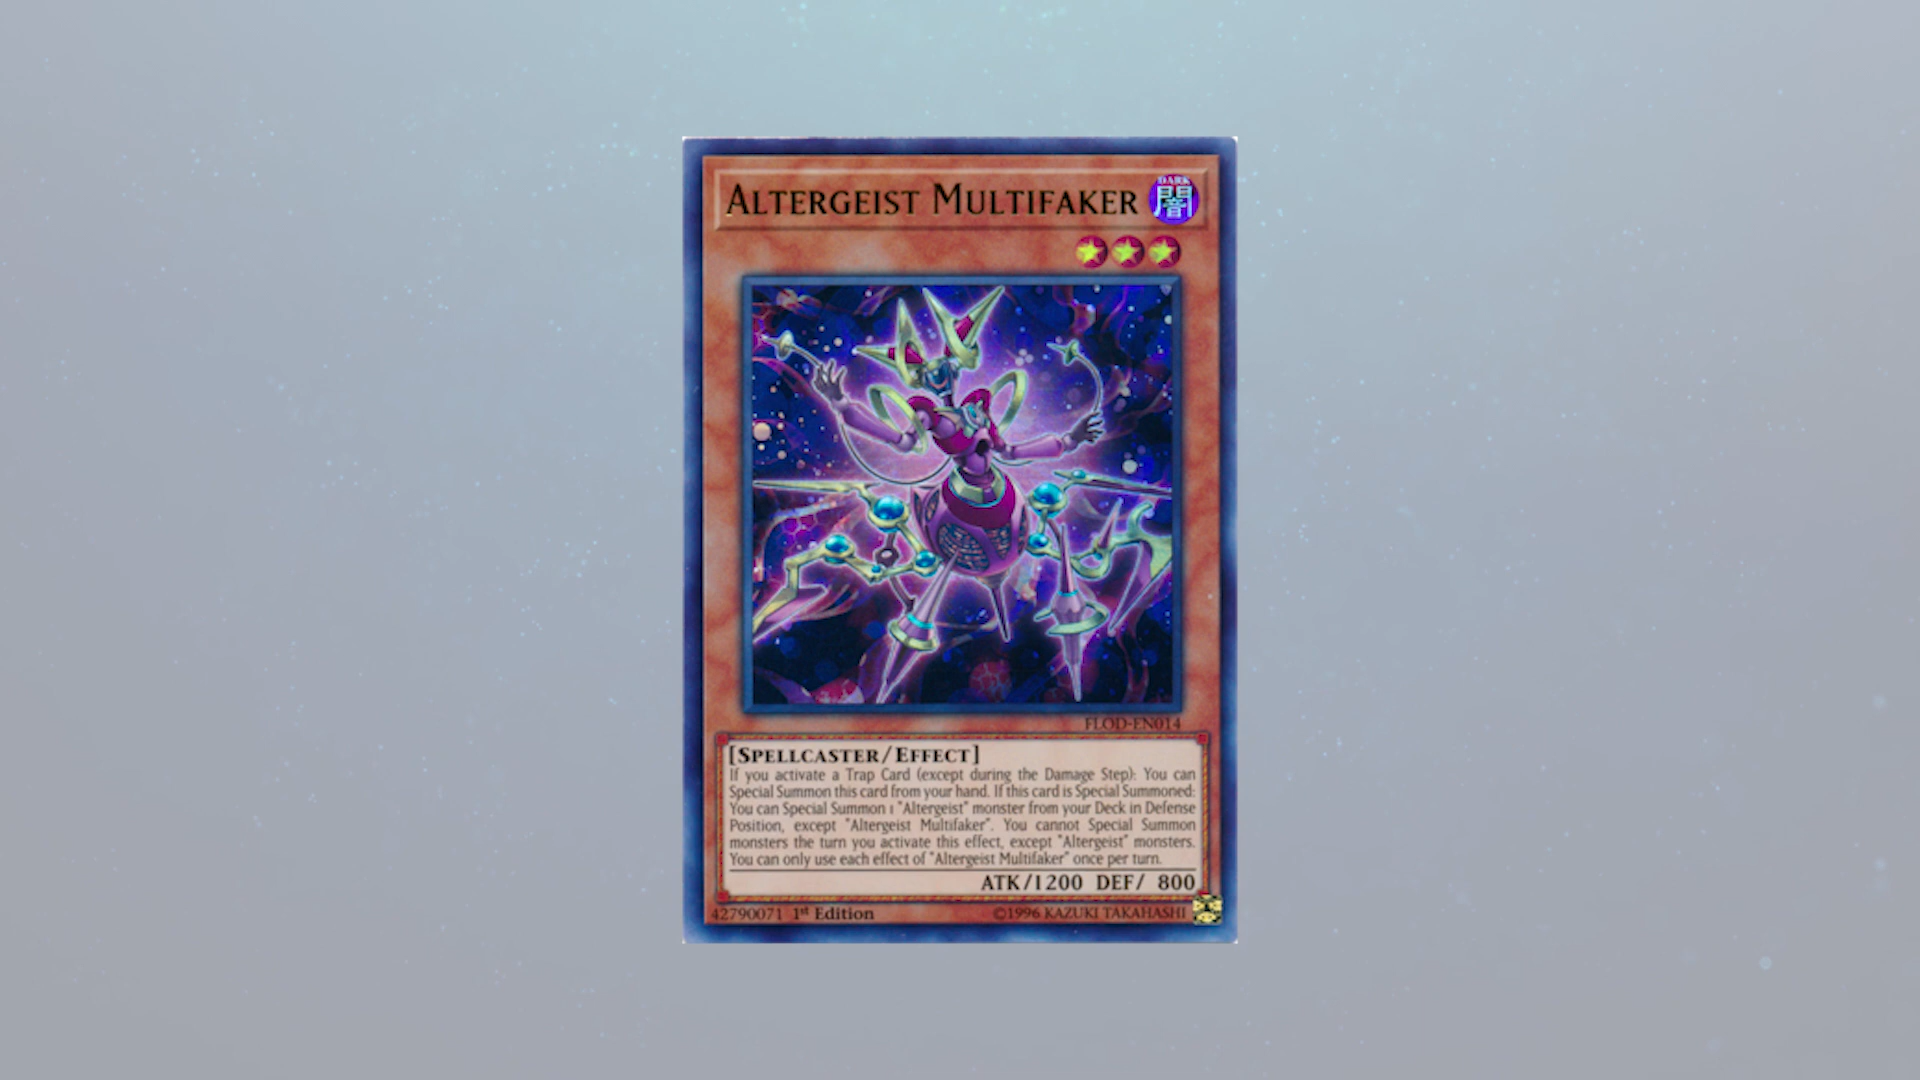 ALTERGEIST MULTIFAKER
DARK
闇
FLOD-EN014
[SPELLCASTER/EFFECT]
If you activate a Trap Card (except during the Damage Step): You can
Special Summon this card from your hand. If this card is Special Summoned:
You can Special Summon 1 "Altergeist" monster from your Deck in Defense
Position, except "Altergeist Multifaker". You cannot Special Summon
monsters the turn you activate this effect, except "Altergeist" monsters.
You can only use each effect of "Altergeist Multifaker" once per turn.
ATK/1200 DEF/ 800
42790071 1st Edition ©1996 KAZUKI TAKAHASHI